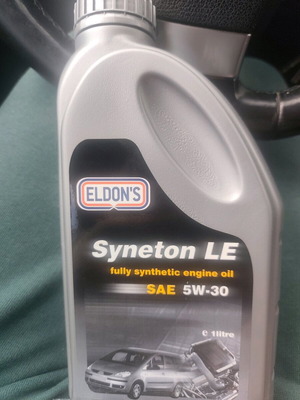 ELDON'S
Syneton LE
fully synthetic engine oil
SAE 5W-30
e 1litre